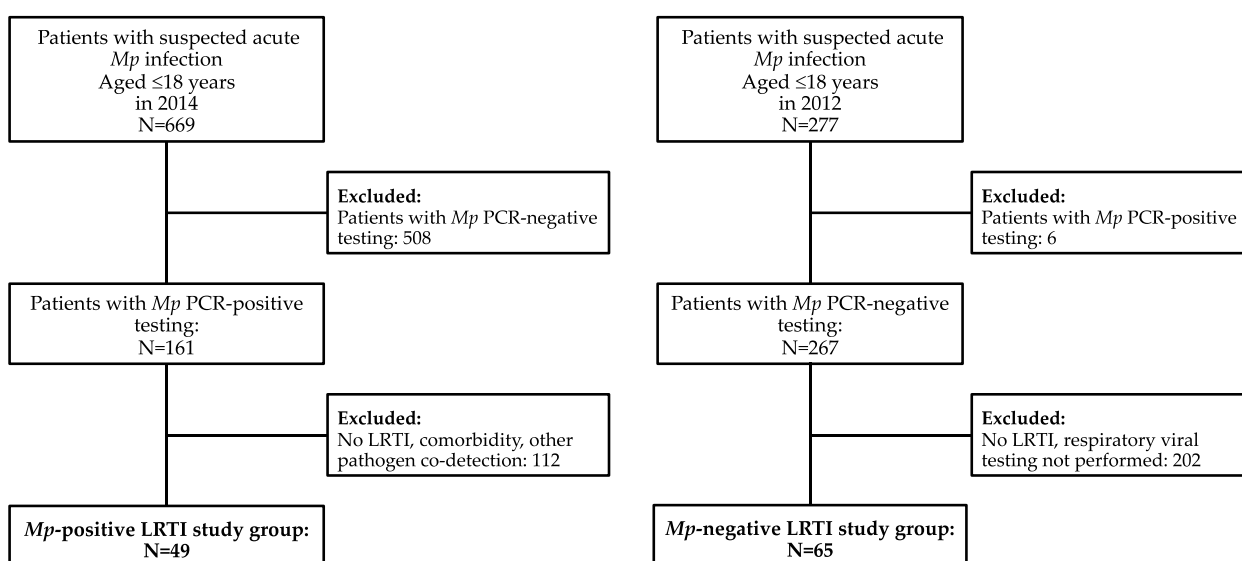 Patients with suspected acute
Mp infection
Aged ≤18 years
in 2014
N=669
Excluded:
Patients with Mp PCR-negative
testing: 508
Patients with Mp PCR-positive
testing:
N=161
Excluded:
No LRTI, comorbidity, other
pathogen co-detection: 112
Mp-positive LRTI study group:
N=49
Patients with suspected acute
Mp infection
Aged ≤18 years
in 2012
N=277
Excluded:
Patients with Mp PCR-positive
testing: 6
Patients with Mp PCR-negative
testing:
N=267
Excluded:
No LRTI, respiratory viral
testing not performed: 202
Mp-negative LRTI study group:
N=65